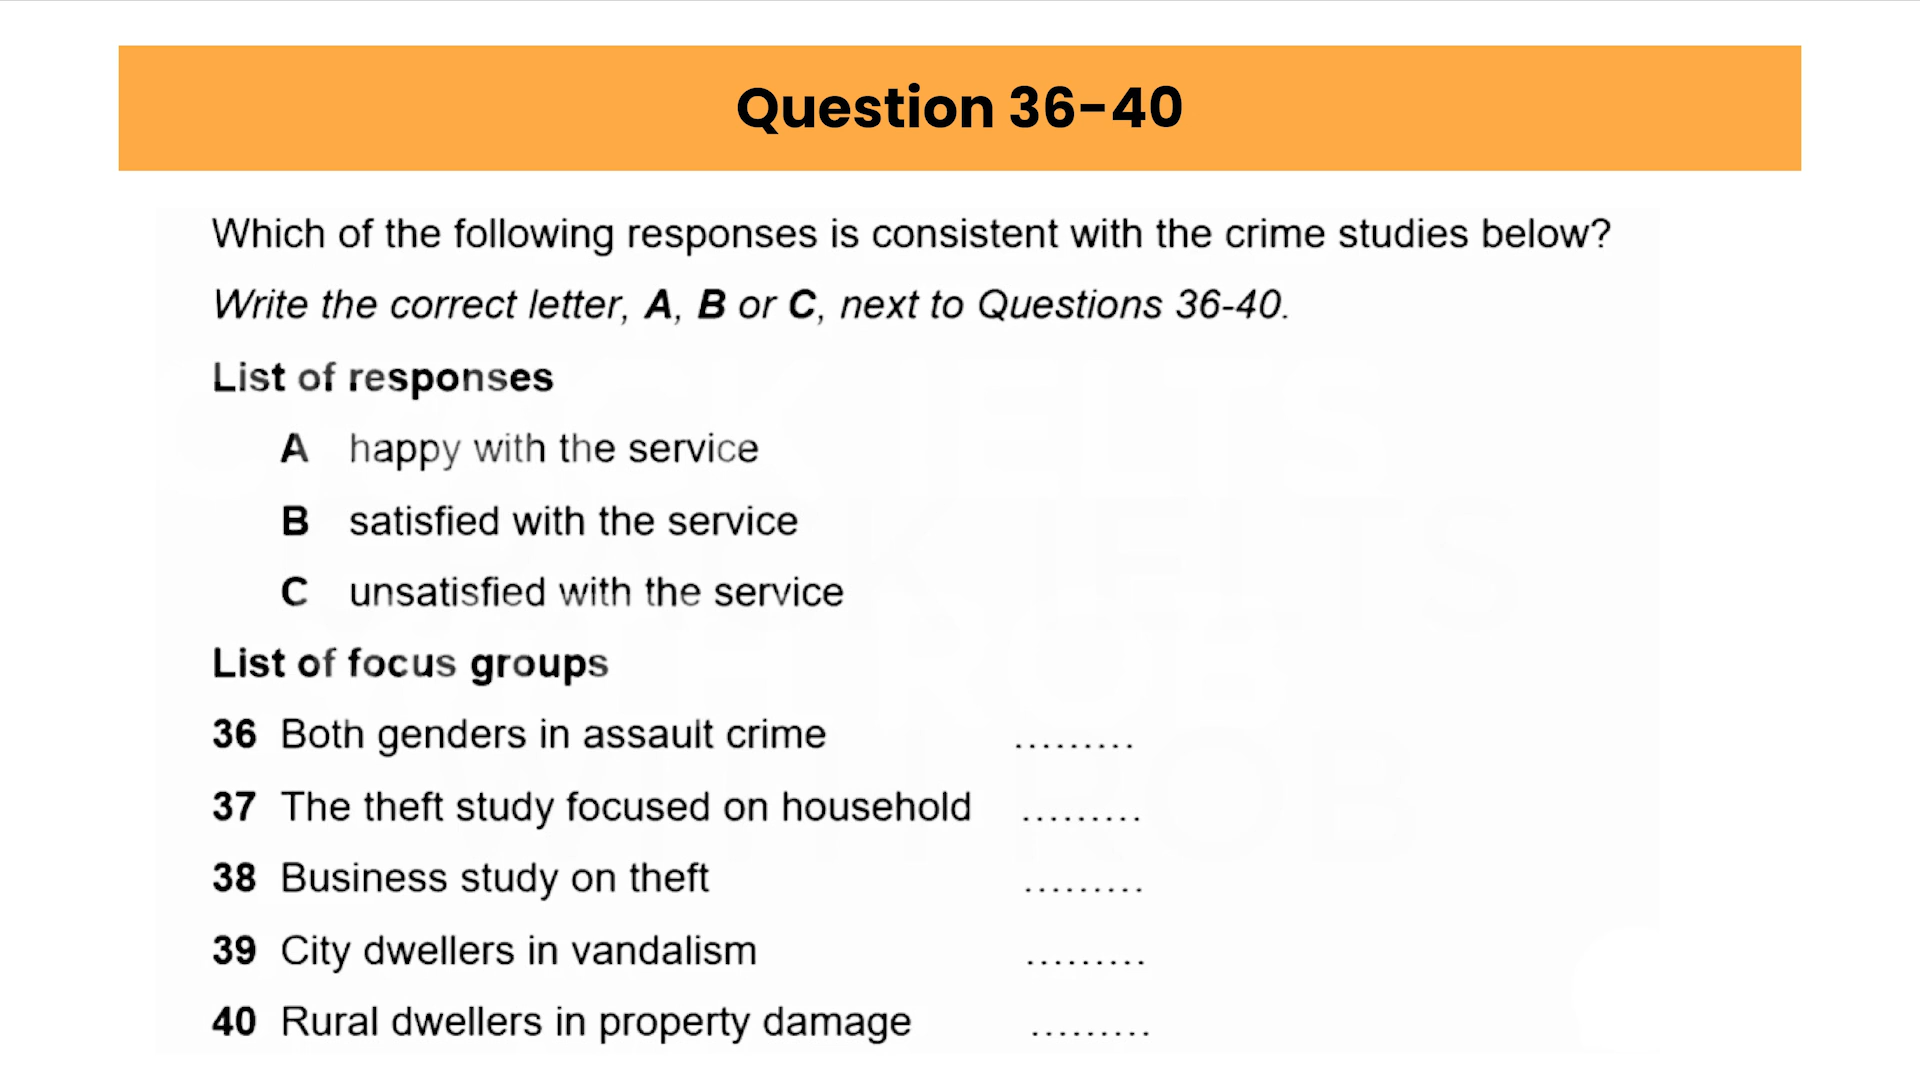 Question 36-40
Which of the following responses is consistent with the crime studies below?
Write the correct letter, A, B or C, next to Questions 36-40.
List of responses
A happy with the service
B satisfied with the service
C unsatisfied with the service
List of focus groups
36 Both genders in assault crime .........
37 The theft study focused on household .........
38 Business study on theft .........
39 City dwellers in vandalism .........
40 Rural dwellers in property damage .........